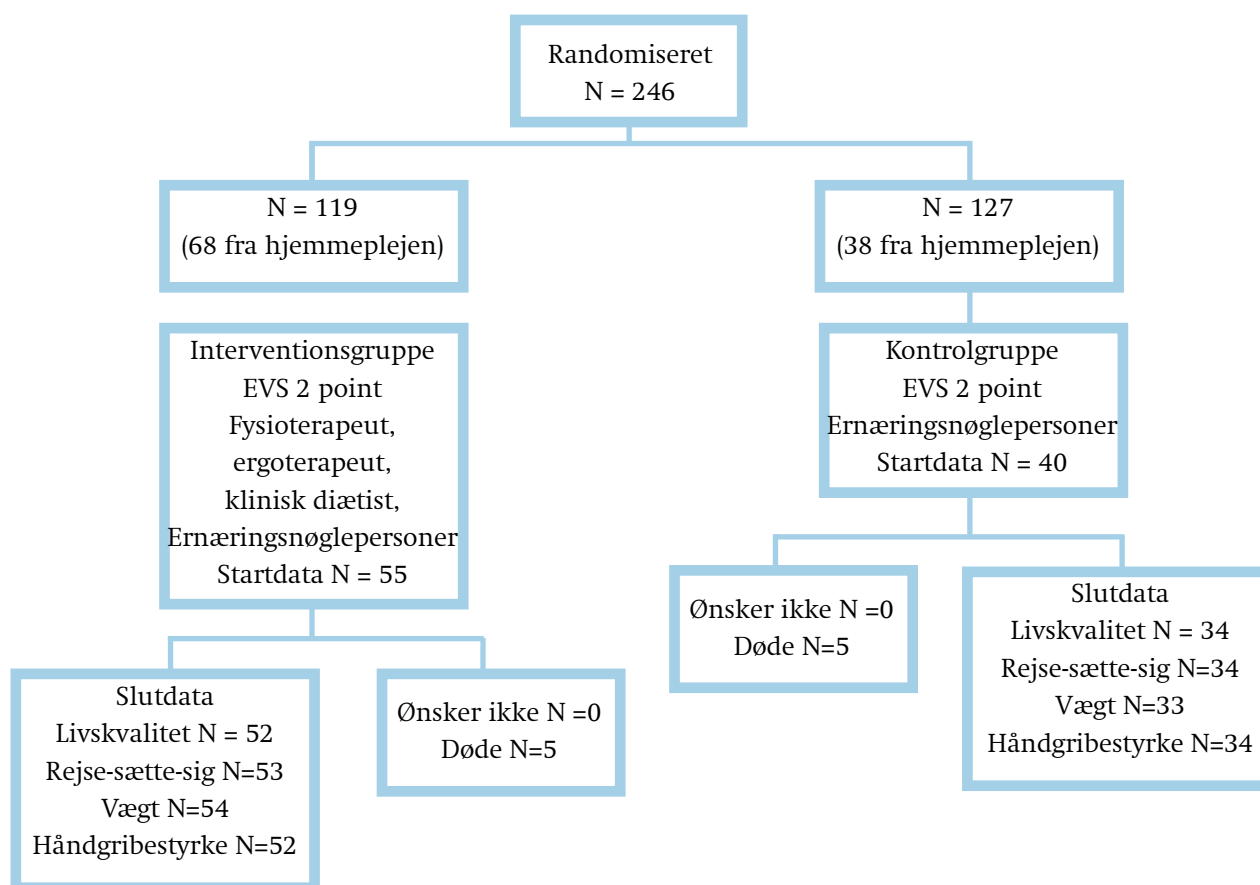 Randomiseret
N = 246
N = 119
(68 fra hjemmeplejen)
N = 127
(38 fra hjemmeplejen)
Interventionsgruppe
EVS 2 point
Fysioterapeut,
ergoterapeut,
klinisk diætist,
Ernæringsnøglepersoner
Startdata N = 55
Kontrolgruppe
EVS 2 point
Ernæringsnøglepersoner
Startdata N = 40
Slutdata
Livskvalitet N = 52
Rejse-sætte-sig N=53
Vægt N=54
Håndgribestyrke N=52
Ønsker ikke N =0
Døde N=5
Ønsker ikke N =0
Døde N=5
Slutdata
Livskvalitet N = 34
Rejse-sætte-sig N=34
Vægt N=33
Håndgribestyrke N=34